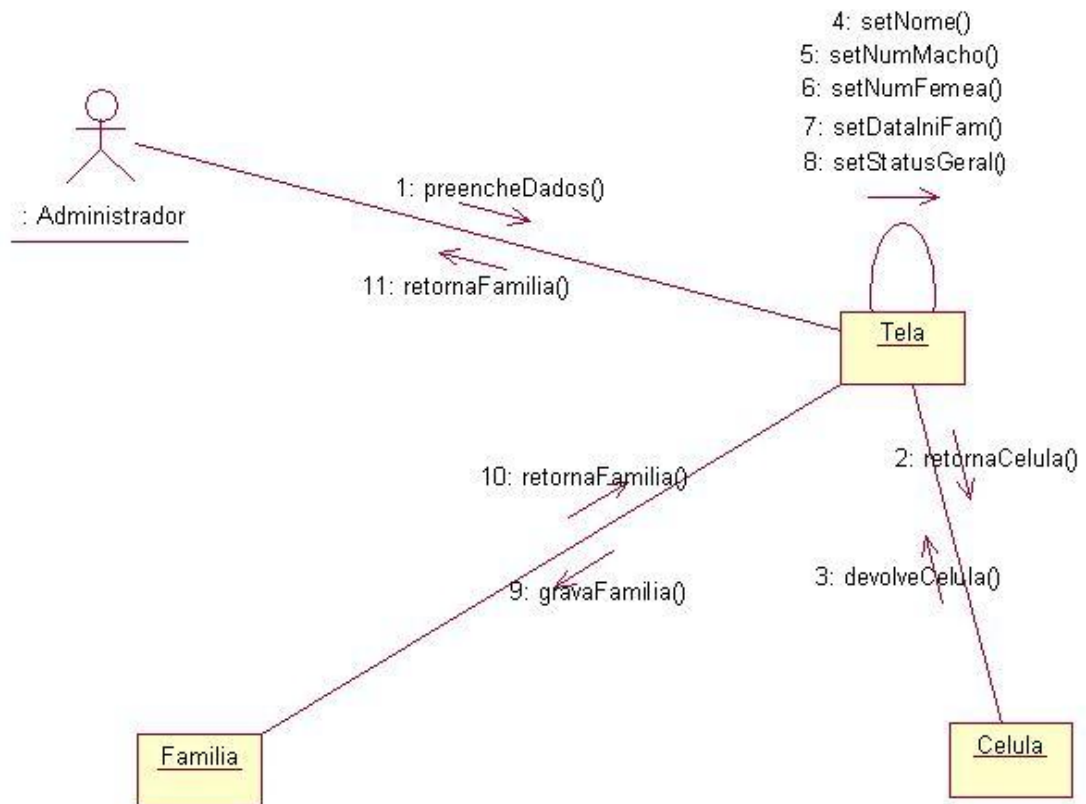 4: setNome()
5: setNumMacho()
6: setNumFemea()
7: setDataIniFam()
8: setStatusGeral()
: Administrador
1: preencheDados()
11: retornaFamilia()
Tela
2: retornaCelula()
10: retornaFamilia()
3: devolveCelula()
9: gravaFamilia()
Familia
Celula